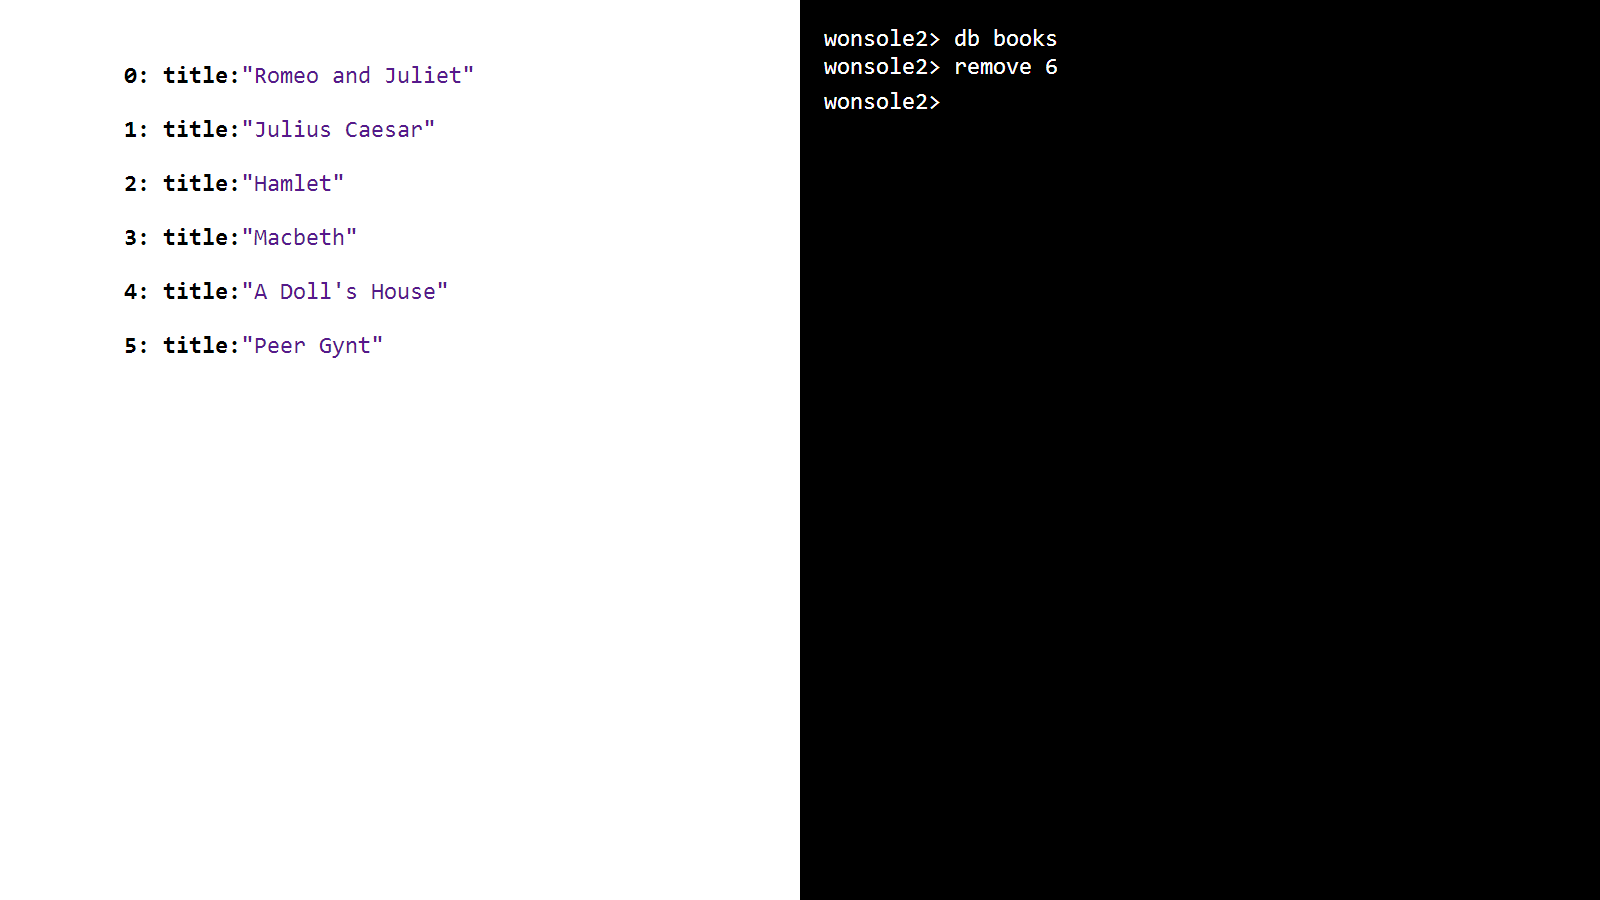 0: title:"Romeo and Juliet"
1: title:"Julius Caesar"
2: title:"Hamlet"
3: title:"Macbeth"
4: title:"A Doll's House"
5: title:"Peer Gynt"
wonsole2> db books
wonsole2> remove 6
wonsole2>